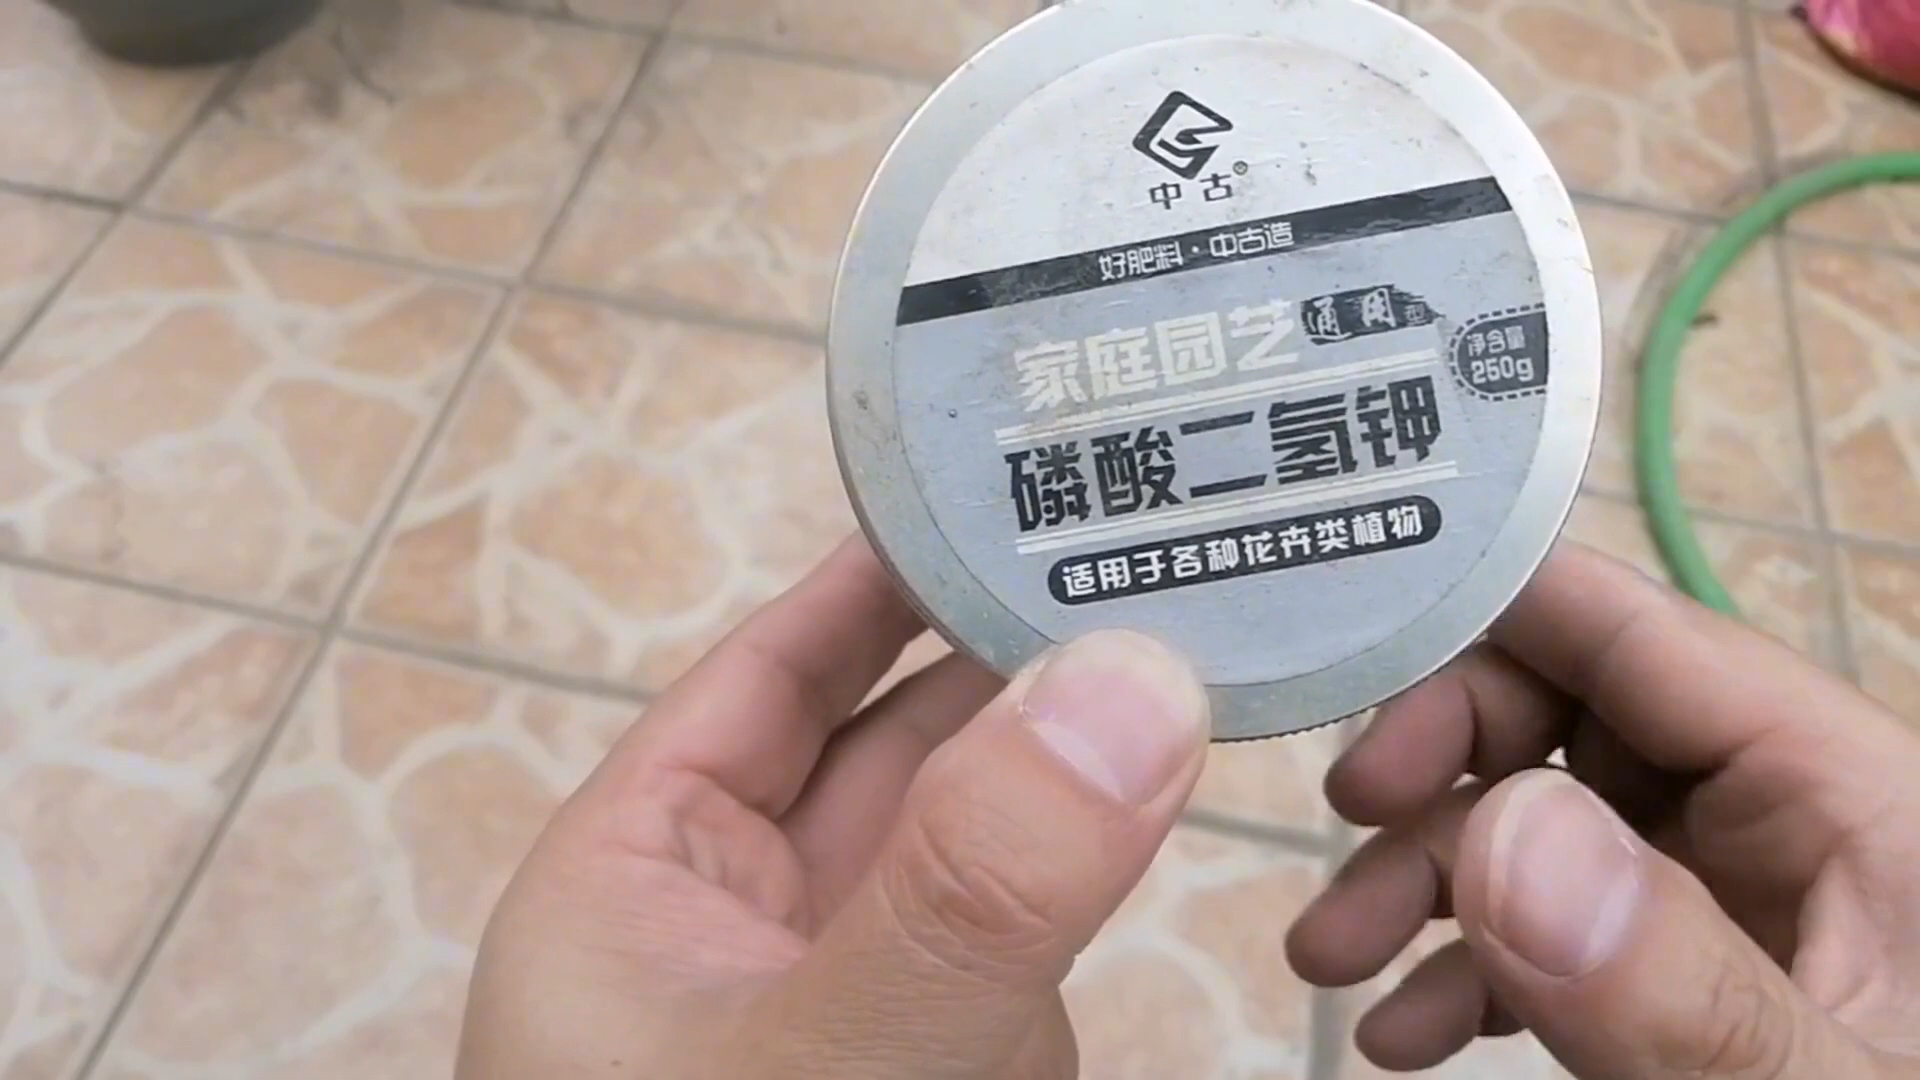 中古®
好肥料·中古造
家庭园艺通用型
净含量
250g
磷酸二氢钾
适用于各种花卉类植物